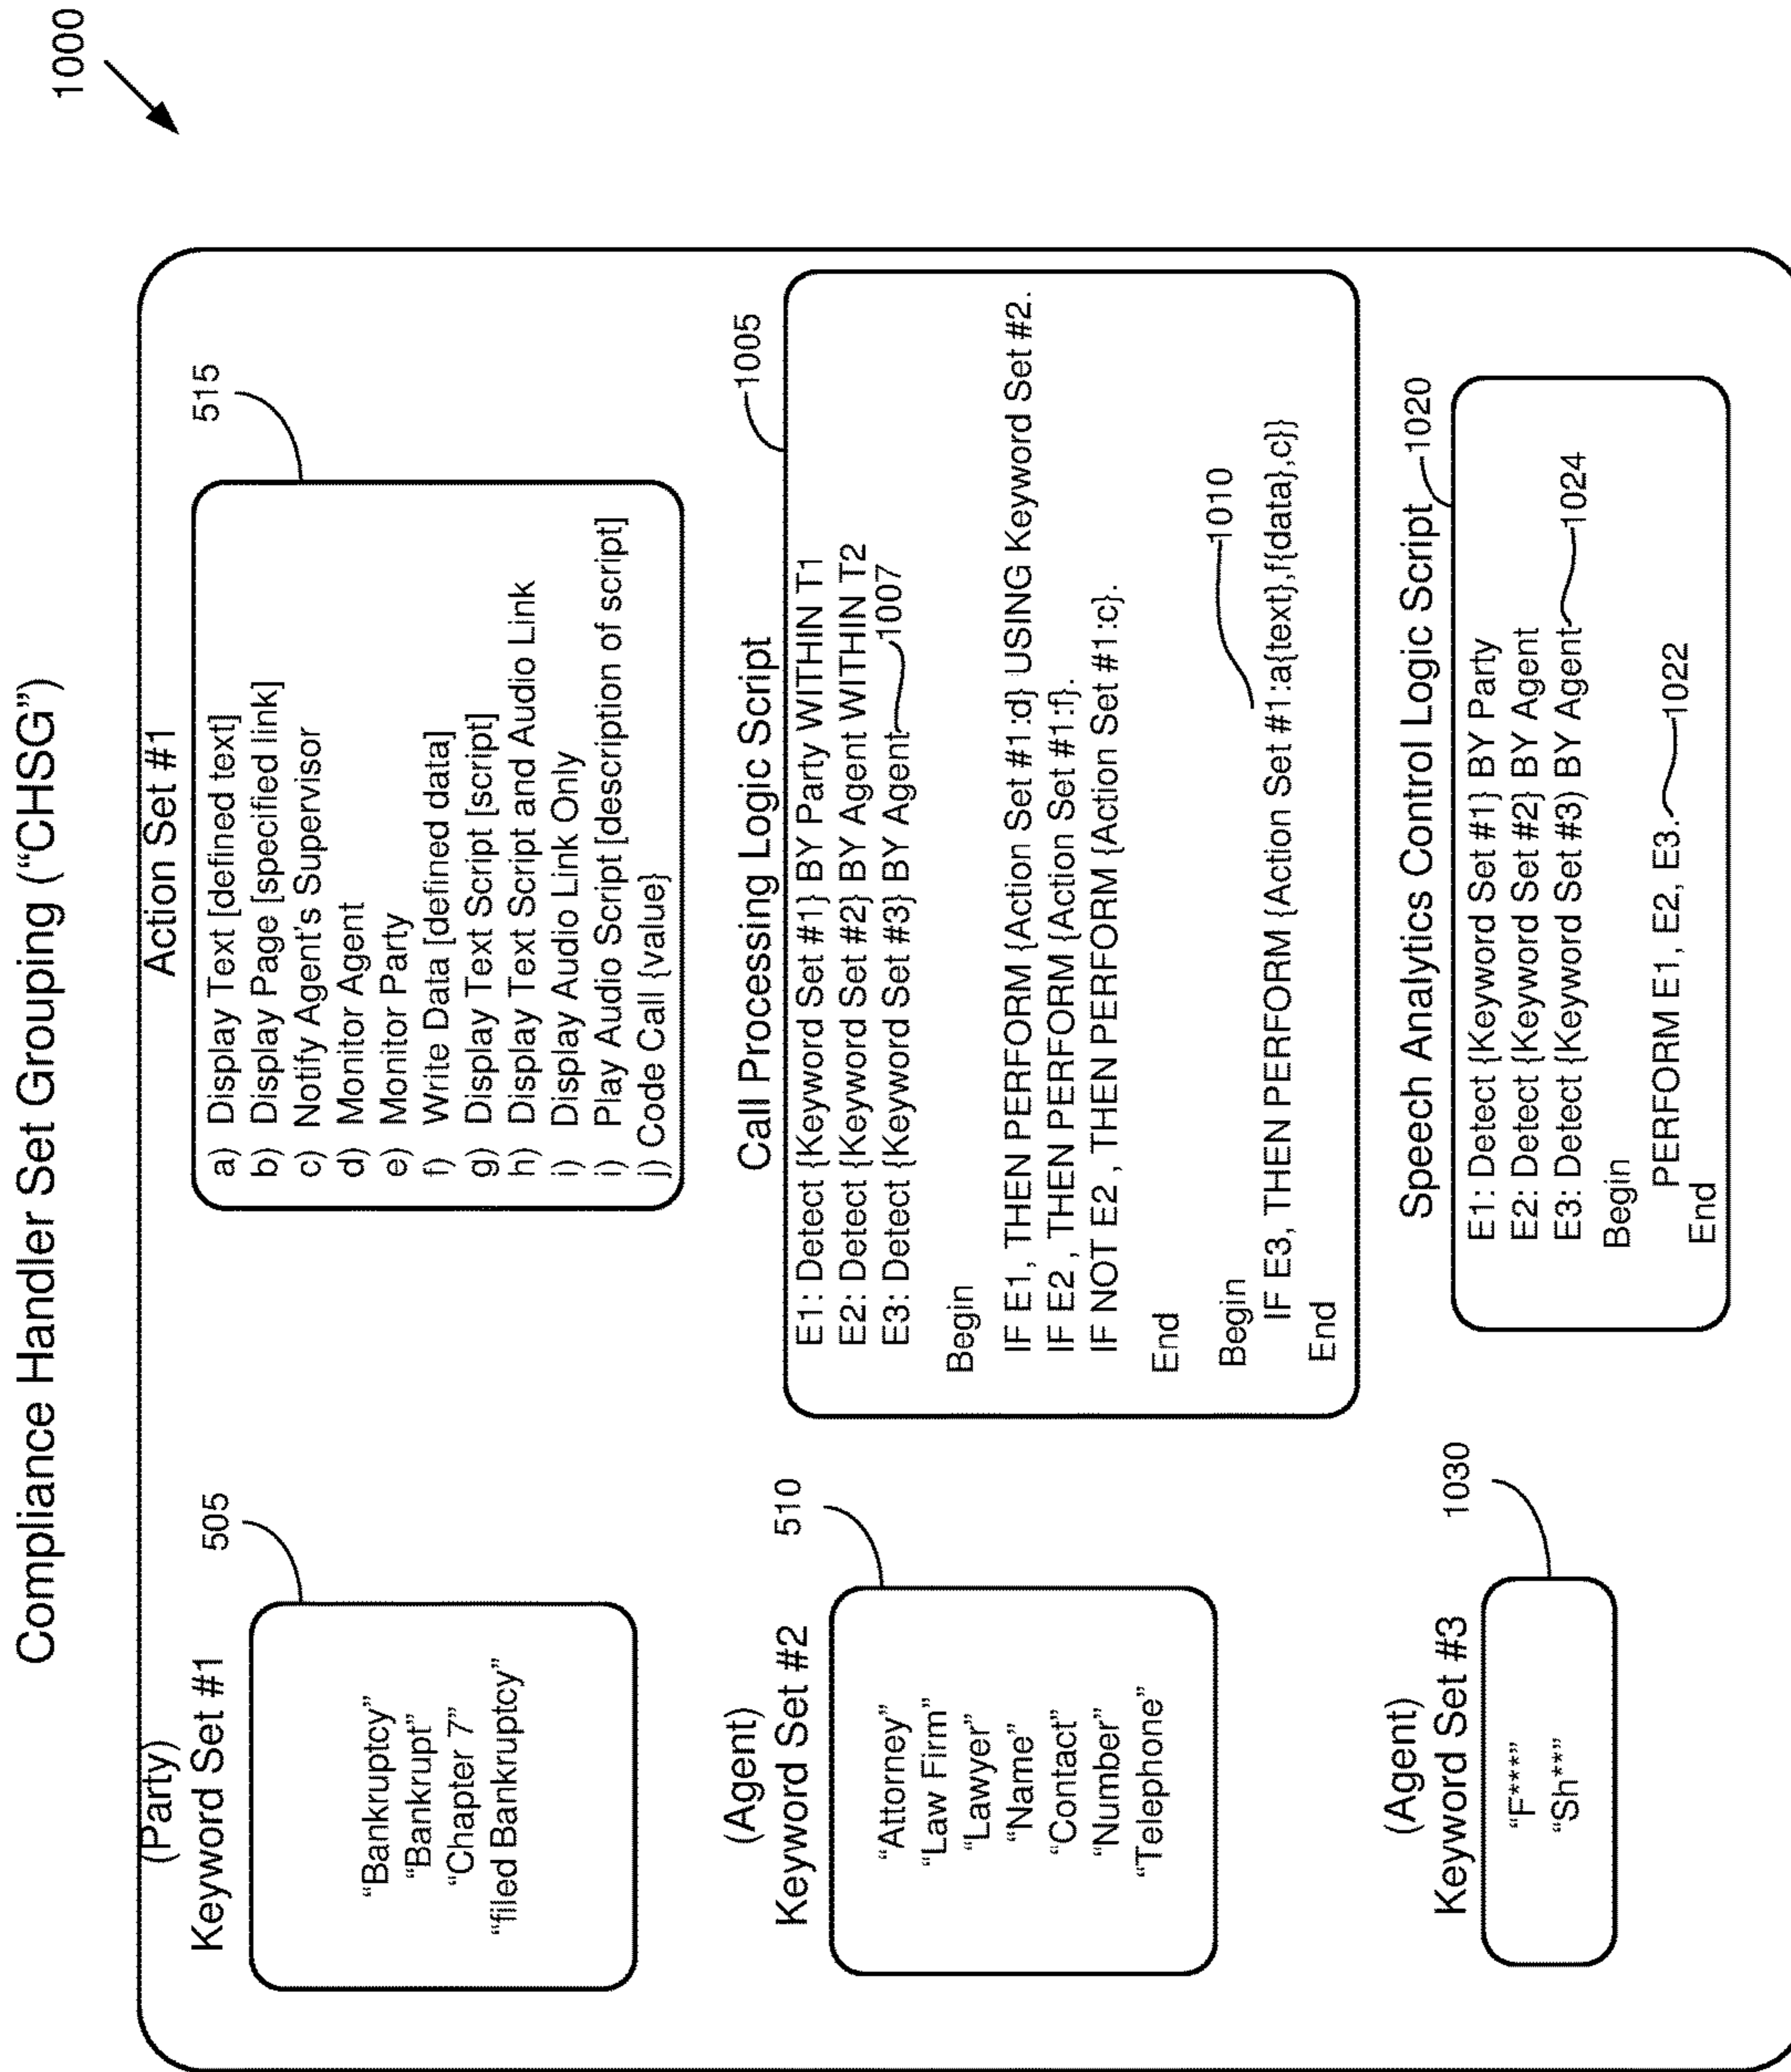 Compliance Handler Set Grouping (“CHSG”)
1000
(Party)
Keyword Set #1
505
“Bankruptcy”
“Bankrupt”
“Chapter 7”
“filed Bankruptcy”
Action Set #1
515
a) Display Text [defined text]
b) Display Page [specified link]
c) Notify Agent's Supervisor
d) Monitor Agent
e) Monitor Party
f) Write Data [defined data]
g) Display Text Script [script]
h) Display Text Script and Audio Link
i) Display Audio Link Only
i) Play Audio Script [description of script]
j) Code Call {value}
(Agent)
Keyword Set #2
510
“Attorney”
“Law Firm”
“Lawyer”
“Name”
“Contact”
“Number”
“Telephone”
Call Processing Logic Script
1005
E1: Detect {Keyword Set #1} BY Party WITHIN T1
E2: Detect {Keyword Set #2} BY Agent WITHIN T2
E3: Detect {Keyword Set #3} BY Agent 1007
Begin
IF E1, THEN PERFORM {Action Set #1:d} USING Keyword Set #2.
IF E2 , THEN PERFORM {Action Set #1:f}.
IF NOT E2 , THEN PERFORM {Action Set #1:c}.
End
1010
Begin
IF E3, THEN PERFORM {Action Set #1:a{text},f{data},c}}
End
(Agent)
Keyword Set #3
1030
“F***”
“Sh**”
Speech Analytics Control Logic Script 1020
E1: Detect {Keyword Set #1} BY Party
E2: Detect {Keyword Set #2} BY Agent
E3: Detect {Keyword Set #3) BY Agent 1024
Begin
PERFORM E1, E2, E3. 1022
End